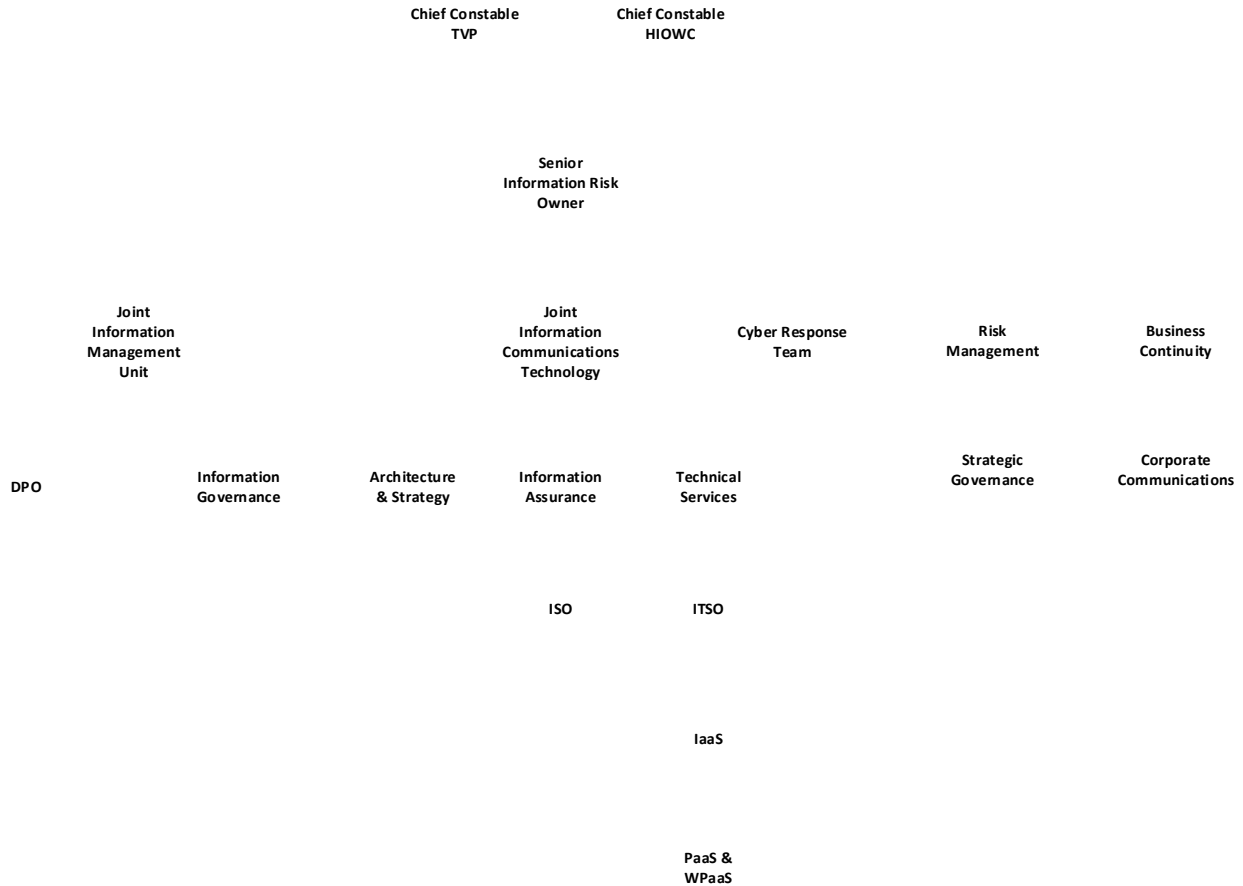 Chief Constable
TVP
Chief Constable
HIOWC
Senior
Information Risk
Owner
Joint
Information
Management
Unit
Joint
Information
Communications
Technology
Cyber Response
Team
Risk
Management
Business
Continuity
DPO
Information
Governance
Architecture
& Strategy
Information
Assurance
Technical
Services
Strategic
Governance
Corporate
Communications
ISO
ITSO
IaaS
PaaS &
WPaaS